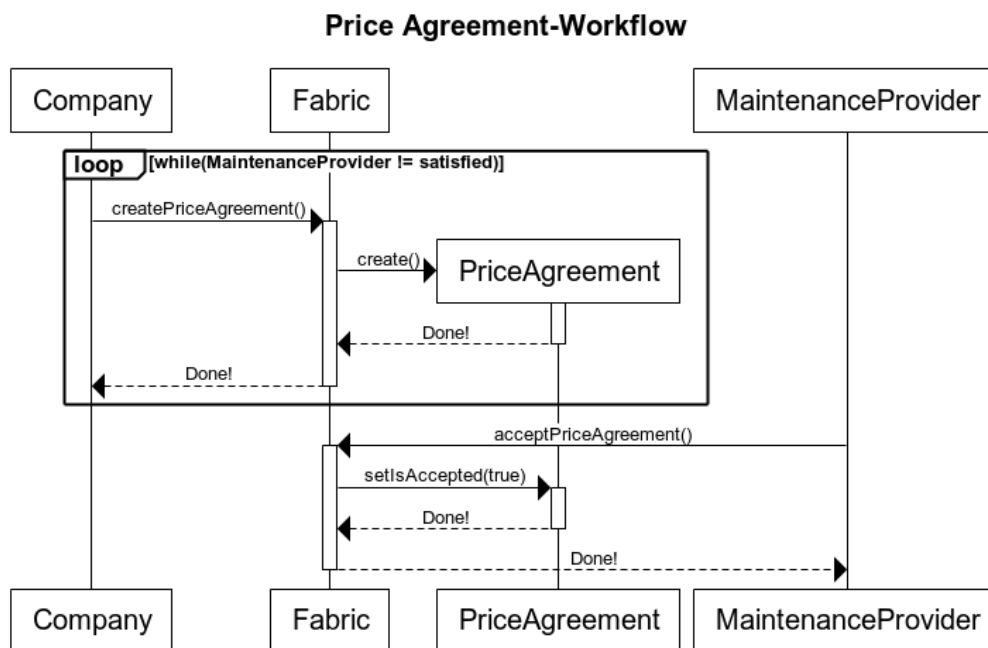 Price Agreement-Workflow
Company
Fabric
MaintenanceProvider
loop
[while(MaintenanceProvider != satisfied)]
createPriceAgreement()
create()
PriceAgreement
Done!
Done!
acceptPriceAgreement()
setIsAccepted(true)
Done!
Done!
Company
Fabric
PriceAgreement
MaintenanceProvider